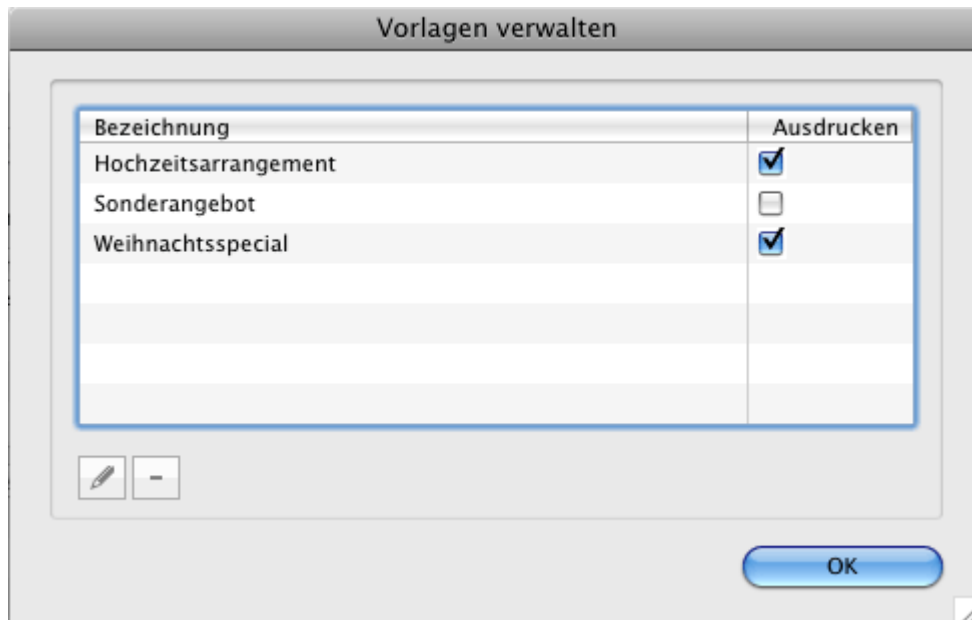 Vorlagen verwalten
Bezeichnung Ausdrucken
Hochzeitsarrangement
Sonderangebot
Weihnachtsspecial
OK